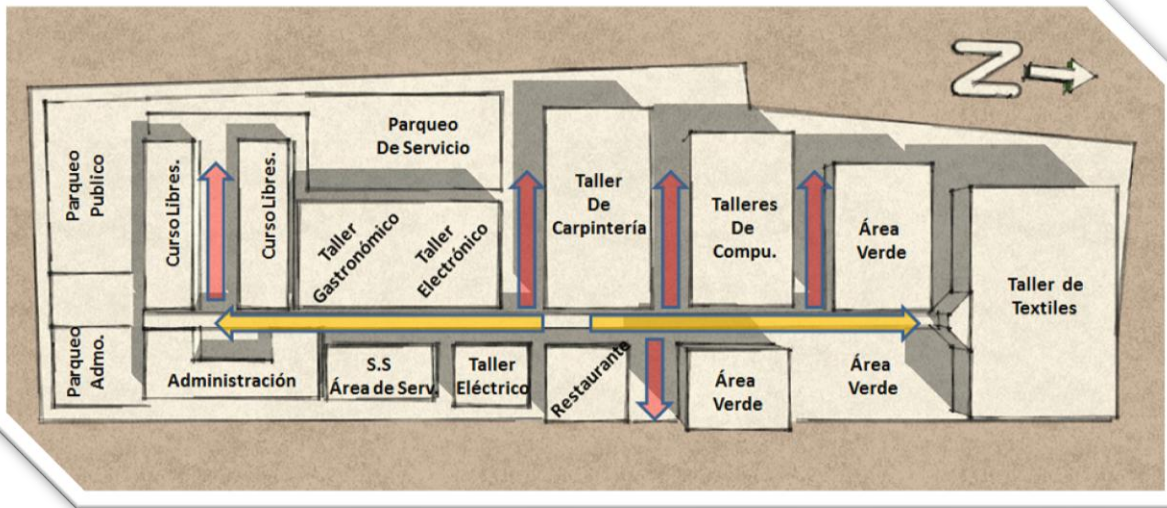 N
Parqueo
Publico
Curso Libres.
Curso Libres.
Parqueo
De Servicio
Taller
Gastronómico
Taller
Electrónico
Taller
De
Carpintería
Talleres
De
Compu.
Área
Verde
Taller de
Textiles
Parqueo
Admo.
Administración
S.S
Área de Serv.
Taller
Eléctrico
Restaurante
Área
Verde
Área
Verde